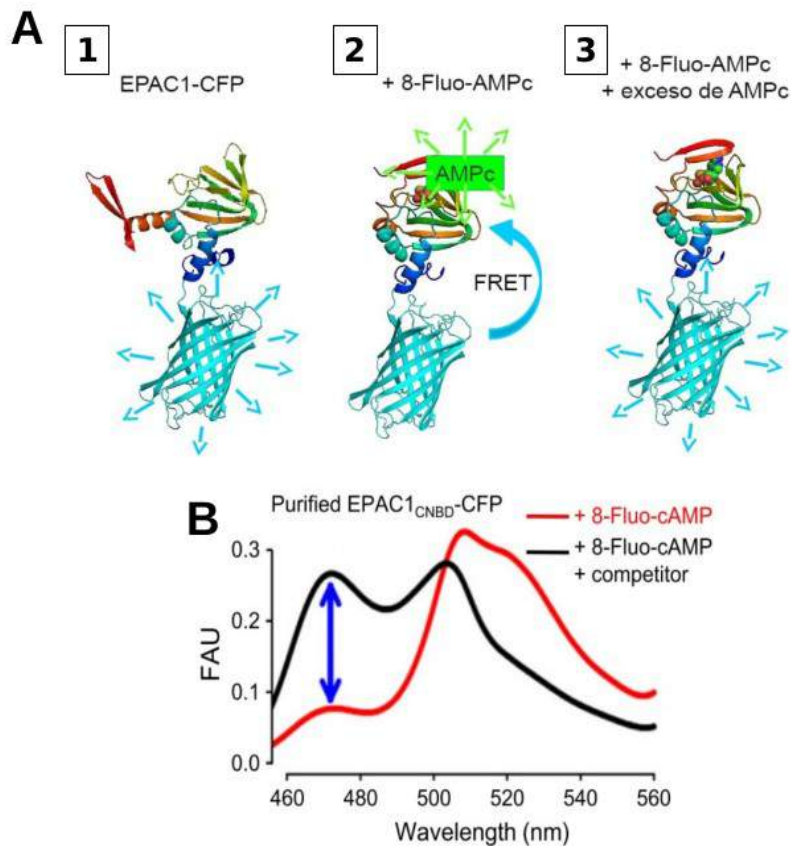 A
1
EPAC1-CFP
2
+ 8-Fluo-AMPc
3
+ 8-Fluo-AMPc
+ exceso de AMPc
AMPc
FRET
B
Purified EPAC1CNBD-CFP
+ 8-Fluo-cAMP
+ 8-Fluo-cAMP
+ competitor
FAU
0.3
0.2
0.1
0.0
460 480 500 520 540 560
Wavelength (nm)